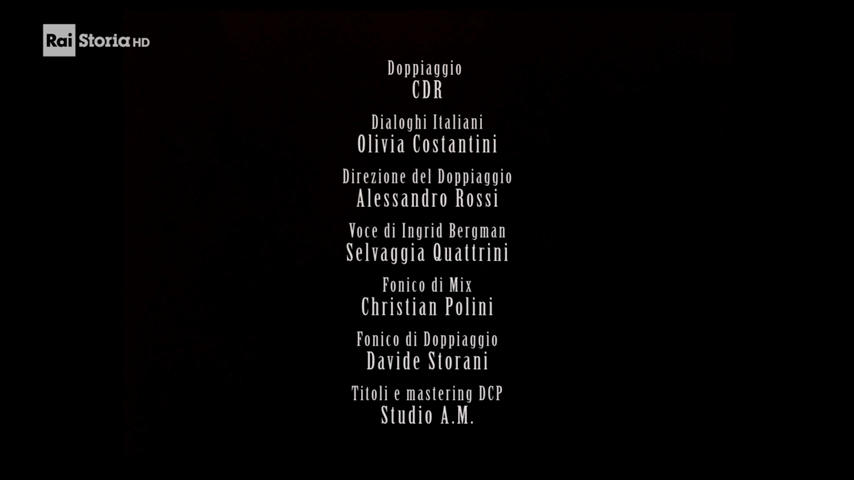 Rai Storia HD
Doppiaggio
CDR
Dialoghi Italiani
Olivia Costantini
Direzione del Doppiaggio
Alessandro Rossi
Voce di Ingrid Bergman
Selvaggia Quattrini
Fonico di Mix
Christian Polini
Fonico di Doppiaggio
Davide Storani
Titoli e mastering DCP
Studio A.M.